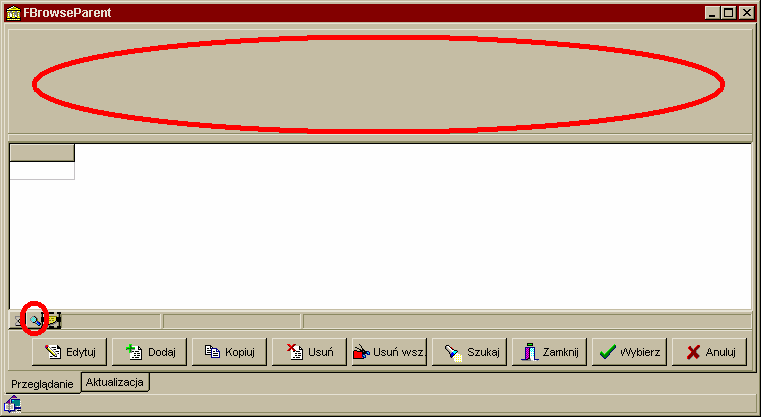 FBrowseParent
Edytuj Dodaj Kopiuj Usuń Usuń wsz. Szukaj Zamknij Wybierz Anuluj
Przeglądanie Aktualizacja